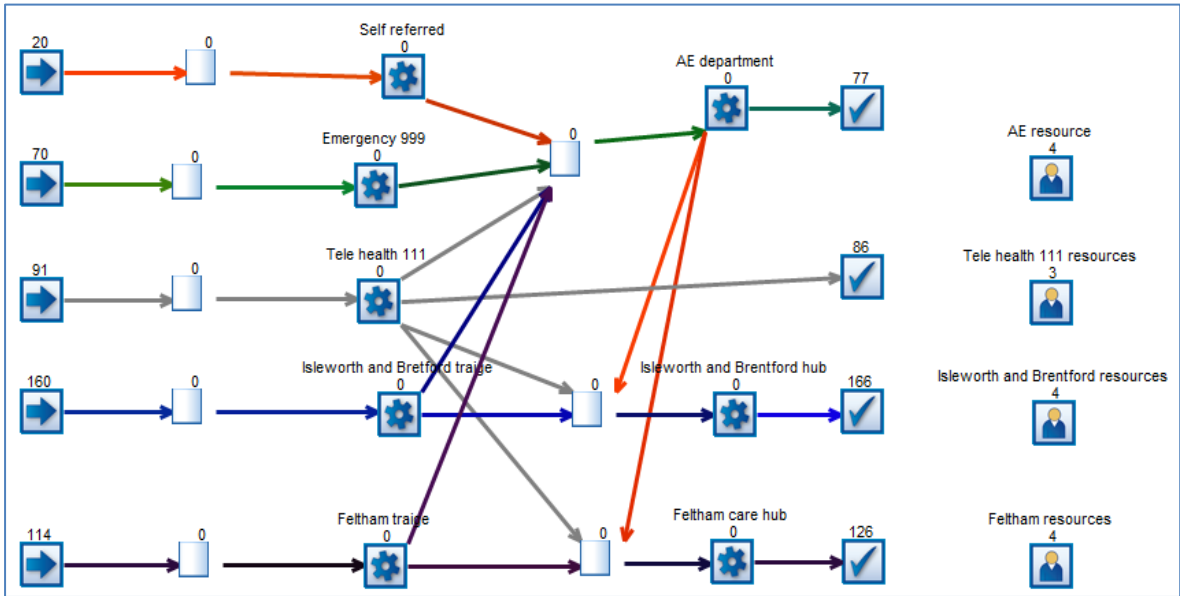 Self referred
20
0
0
AE department
0
77
Emergency 999
70
0
0
0
AE resource
4
Tele health 111
91
0
0
86
Tele health 111 resources
3
Isleworth and Bretford traige
160
0
0
0
Isleworth and Brentford hub
0
166
Isleworth and Brentford resources
4
Feltham traige
114
0
0
0
Feltham care hub
0
126
Feltham resources
4